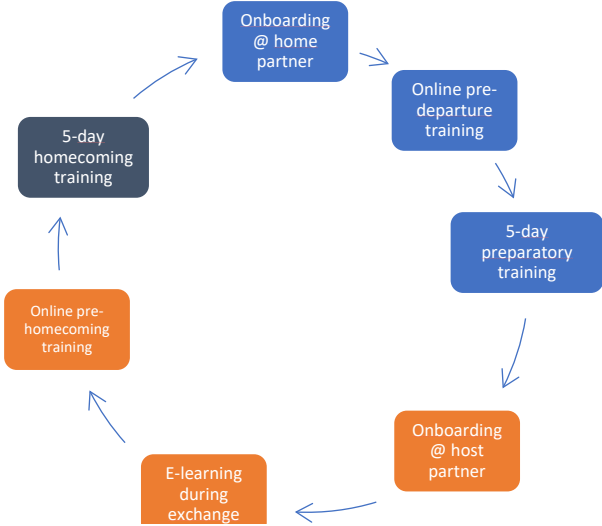 Onboarding
@ home
partner
Online pre-
departure
training
5-day
preparatory
training
Onboarding
@ host
partner
E-learning
during
exchange
Online pre-
homecoming
training
5-day
homecoming
training